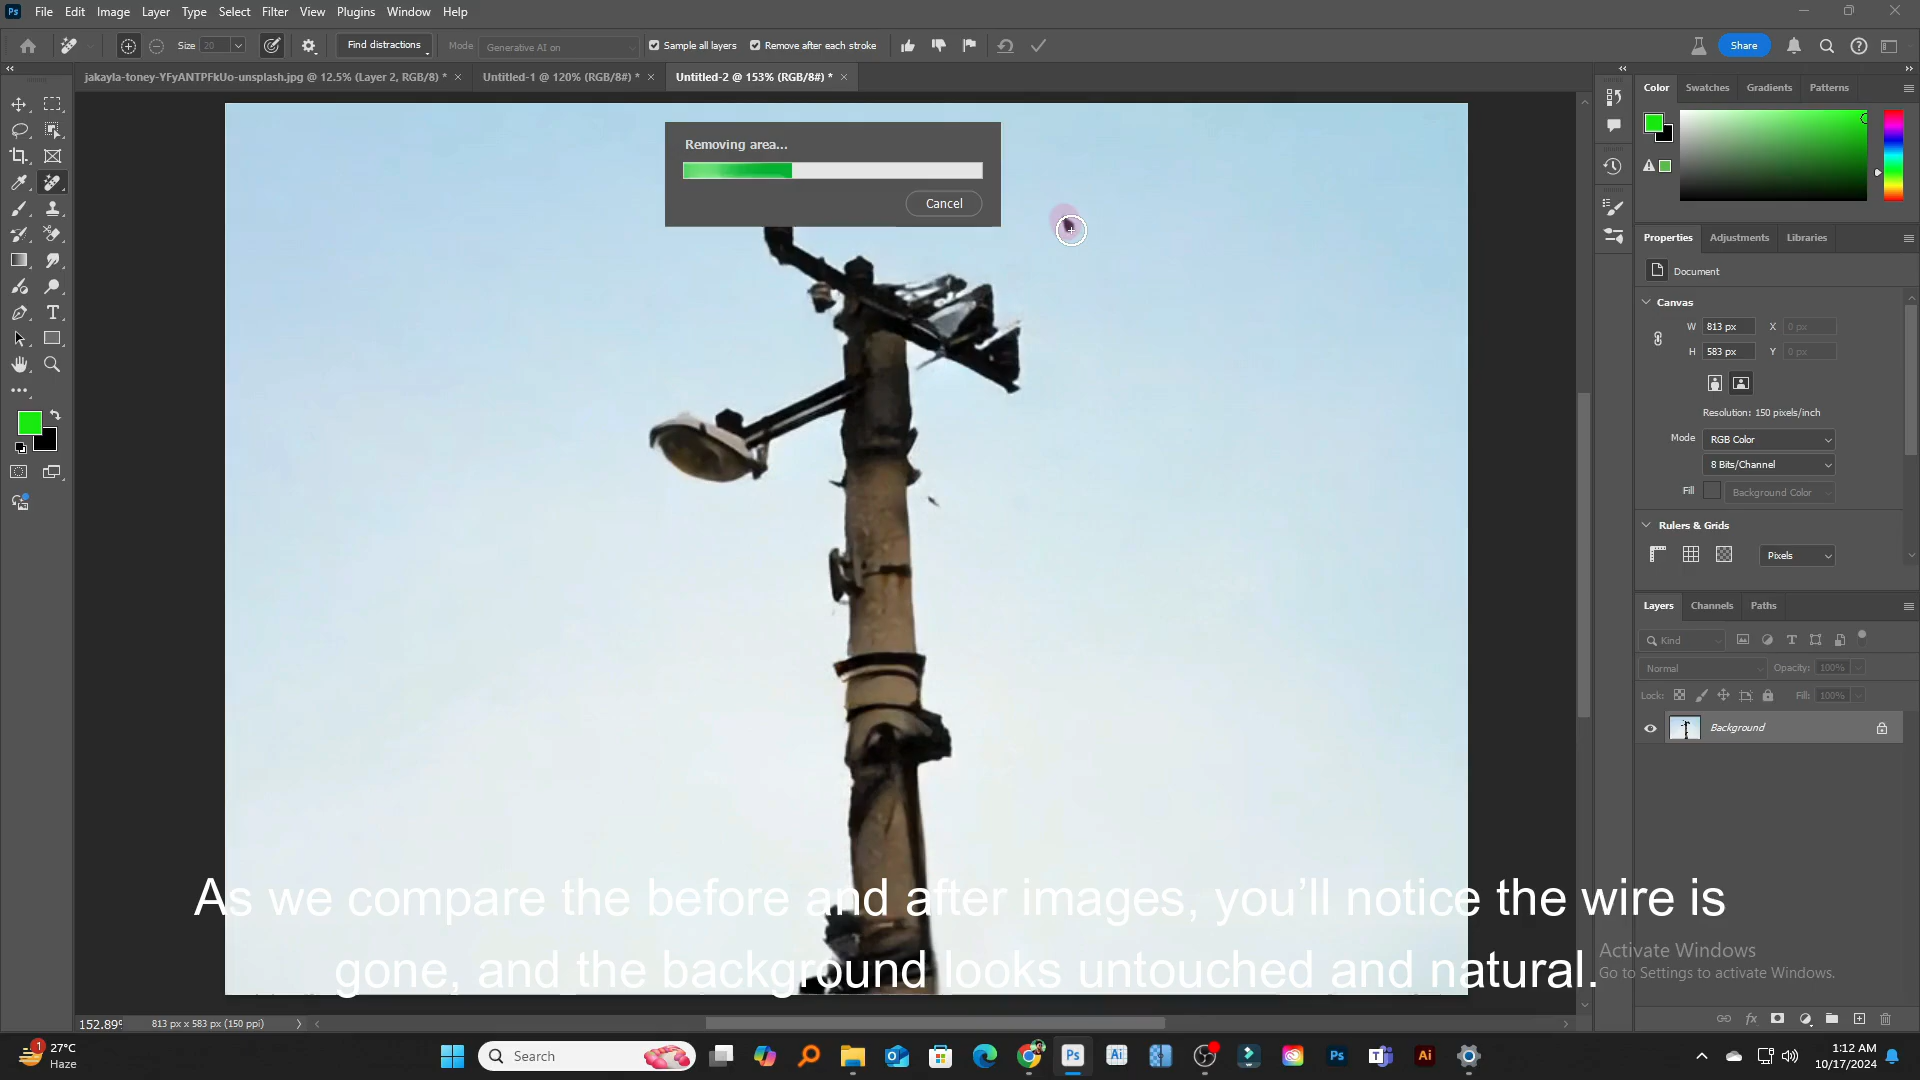 Ps File Edit Image Layer Type Select Filter View Plugins Window Help
Size 20 Find distractions Mode Generative AI on Sample all layers Remove after each stroke Share
jakayla-toney-YFyANTPFkUo-unsplash.jpg @ 12.5% (Layer 2, RGB/8) * Untitled-1 @ 120% (RGB/8#) * Untitled-2 @ 153% (RGB/8#) *
Color Swatches Gradients Patterns
Removing area...
Cancel
Properties Adjustments Libraries
Document
Canvas
W 813 px X 0 px
H 583 px Y 0 px
Resolution: 150 pixels/inch
Mode RGB Color
8 Bits/Channel
Fill Background Color
Rulers & Grids
Pixels
Layers Channels Paths
Kind
Normal Opacity: 100%
Lock: Fill: 100%
Background
As we compare the before and after images, you’ll notice the wire is
gone, and the background looks untouched and natural.
Activate Windows
Go to Settings to activate Windows.
152.89% 813 px x 583 px (150 ppi)
1 27°C
Haze
Search
Ps Ai Ps Ai
1:12 AM
10/17/2024